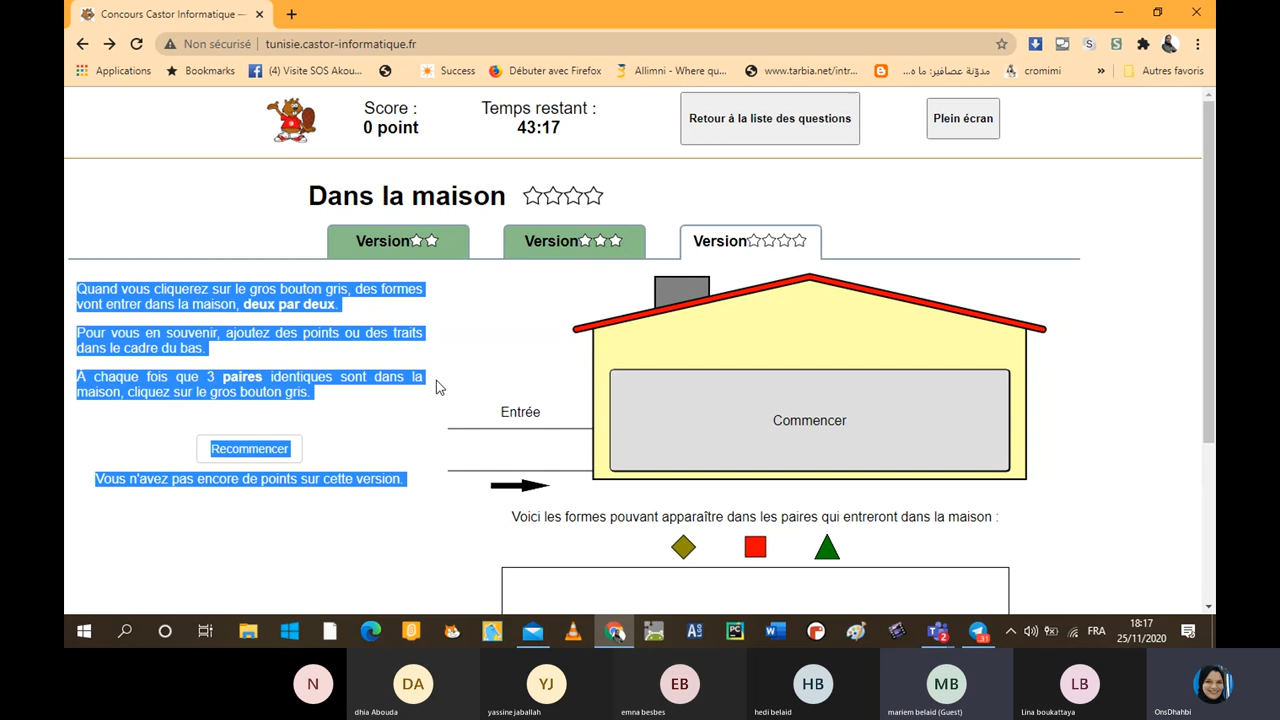 Concours Castor Informatique —
Non sécurisé
tunisie.castor-informatique.fr
Applications
Bookmarks
(4) Visite SOS Akou...
Success
Débuter avec Firefox
Allimni - Where qu...
www.tarbia.net/intr...
مدوّنة عصافير: ما ه...
cromimi
»
Autres favoris
Score :
0 point
Temps restant :
43:17
Retour à la liste des questions
Plein écran
Dans la maison
Version
Version
Version
Quand vous cliquerez sur le gros bouton gris, des formes
vont entrer dans la maison, deux par deux.
Pour vous en souvenir, ajoutez des points ou des traits
dans le cadre du bas.
À chaque fois que 3 paires identiques sont dans la
maison, cliquez sur le gros bouton gris.
Recommencer
Vous n'avez pas encore de points sur cette version.
Entrée
Commencer
Voici les formes pouvant apparaître dans les paires qui entreront dans la maison :
FRA
18:17
25/11/2020
N
DA
YJ
EB
HB
MB
LB
dhia Abouda
yassine jaballah
emna besbes
hedi belaid
mariem belaid (Guest)
Lina boukattaya
OnsDhahbi